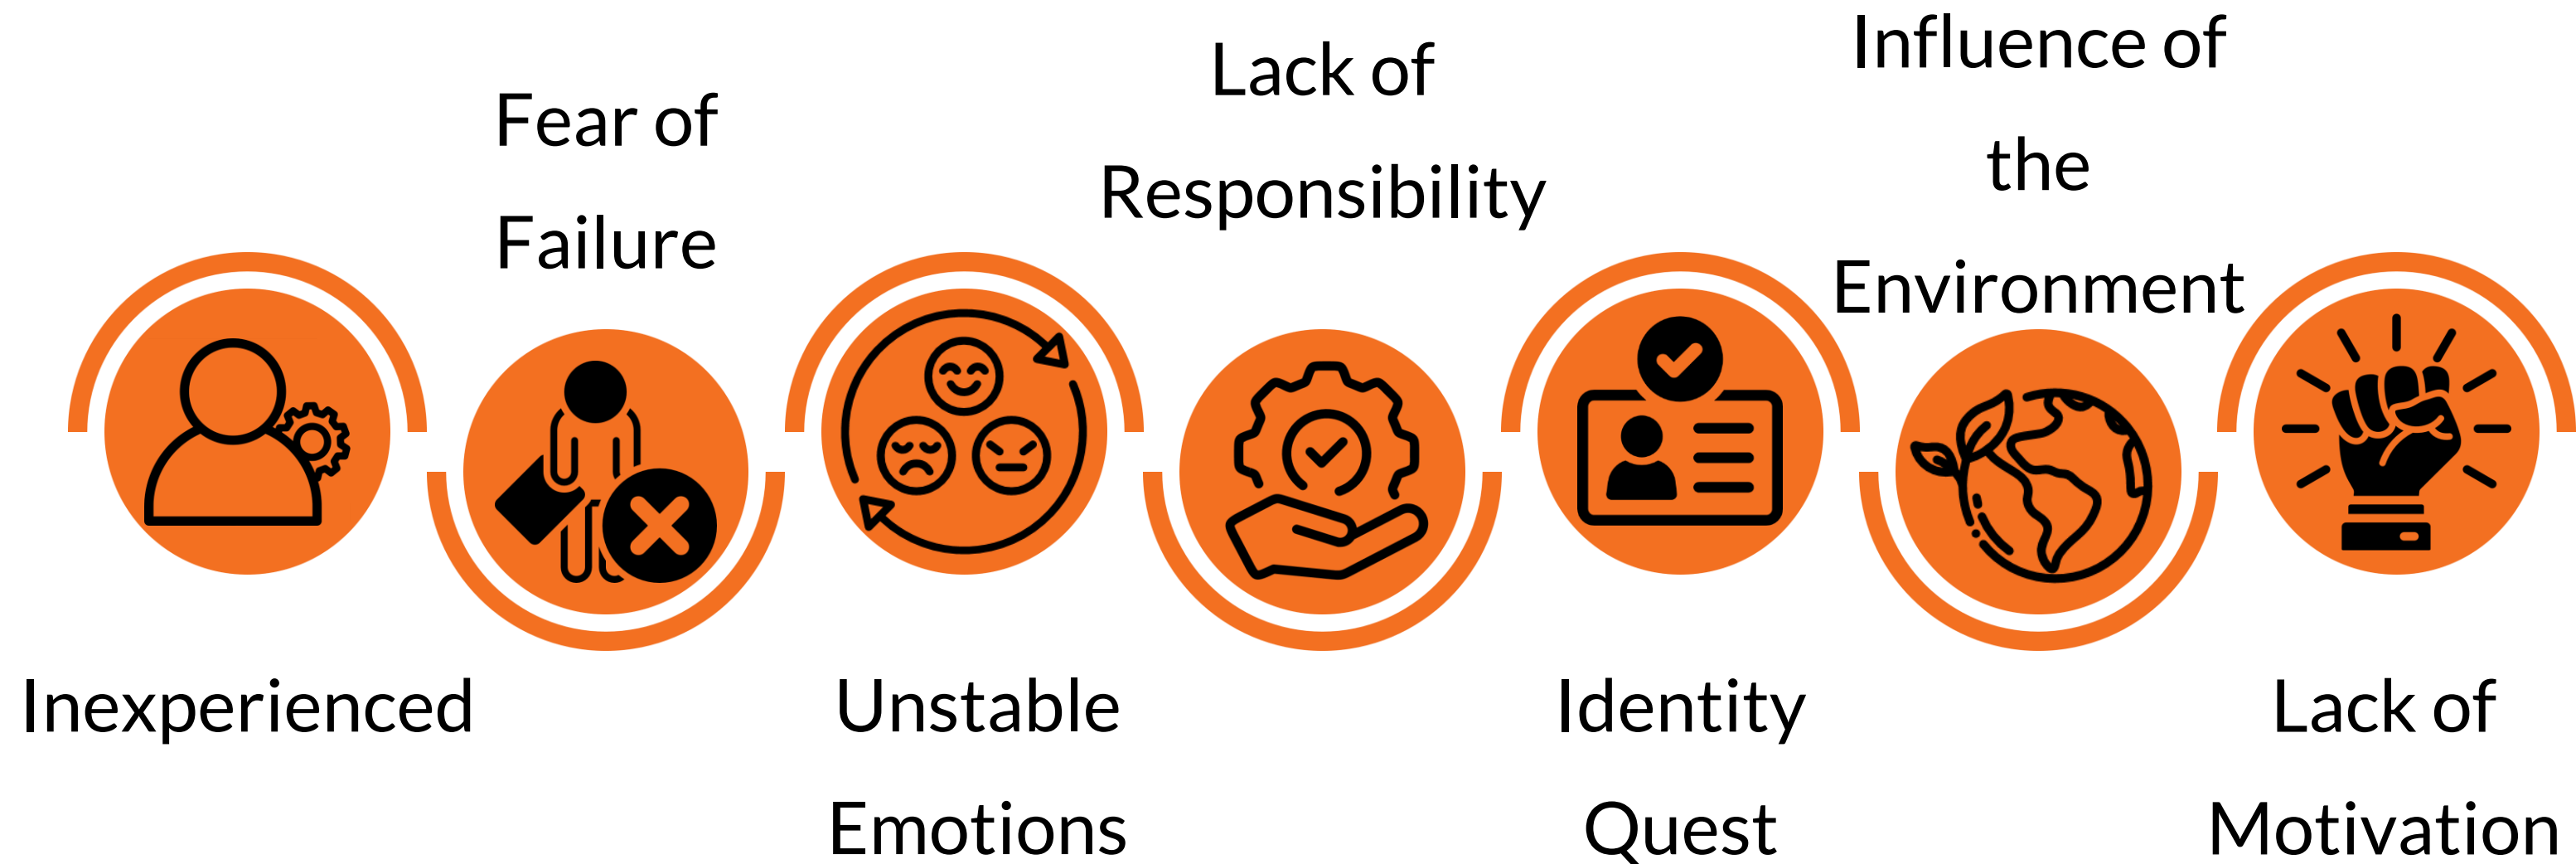 Inexperienced
Fear of
Failure
Unstable
Emotions
Lack of
Responsibility
Identity
Quest
Influence of
the
Environment
Lack of
Motivation